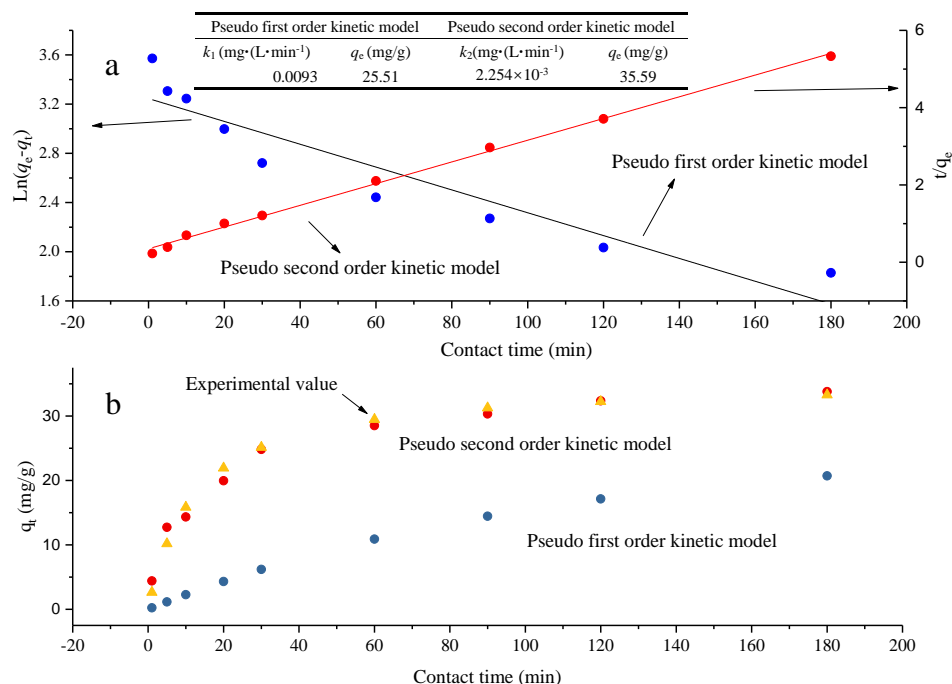 Pseudo first order kinetic model Pseudo second order kinetic model
k₁ (mg·(L·min⁻¹) qₑ (mg/g) k₂(mg·(L·min⁻¹) qₑ (mg/g)
0.0093 25.51 2.254×10⁻³ 35.59
a
Ln(qₑ-qₜ)
3.6
3.2
2.8
2.4
2.0
1.6
6
4
2
0
t/qₑ
Pseudo first order kinetic model
Pseudo second order kinetic model
-20 0 20 40 60 80 100 120 140 160 180 200
Contact time (min)
b
qₜ (mg/g)
30
20
10
0
Experimental value
Pseudo second order kinetic model
Pseudo first order kinetic model
-20 0 20 40 60 80 100 120 140 160 180 200
Contact time (min)